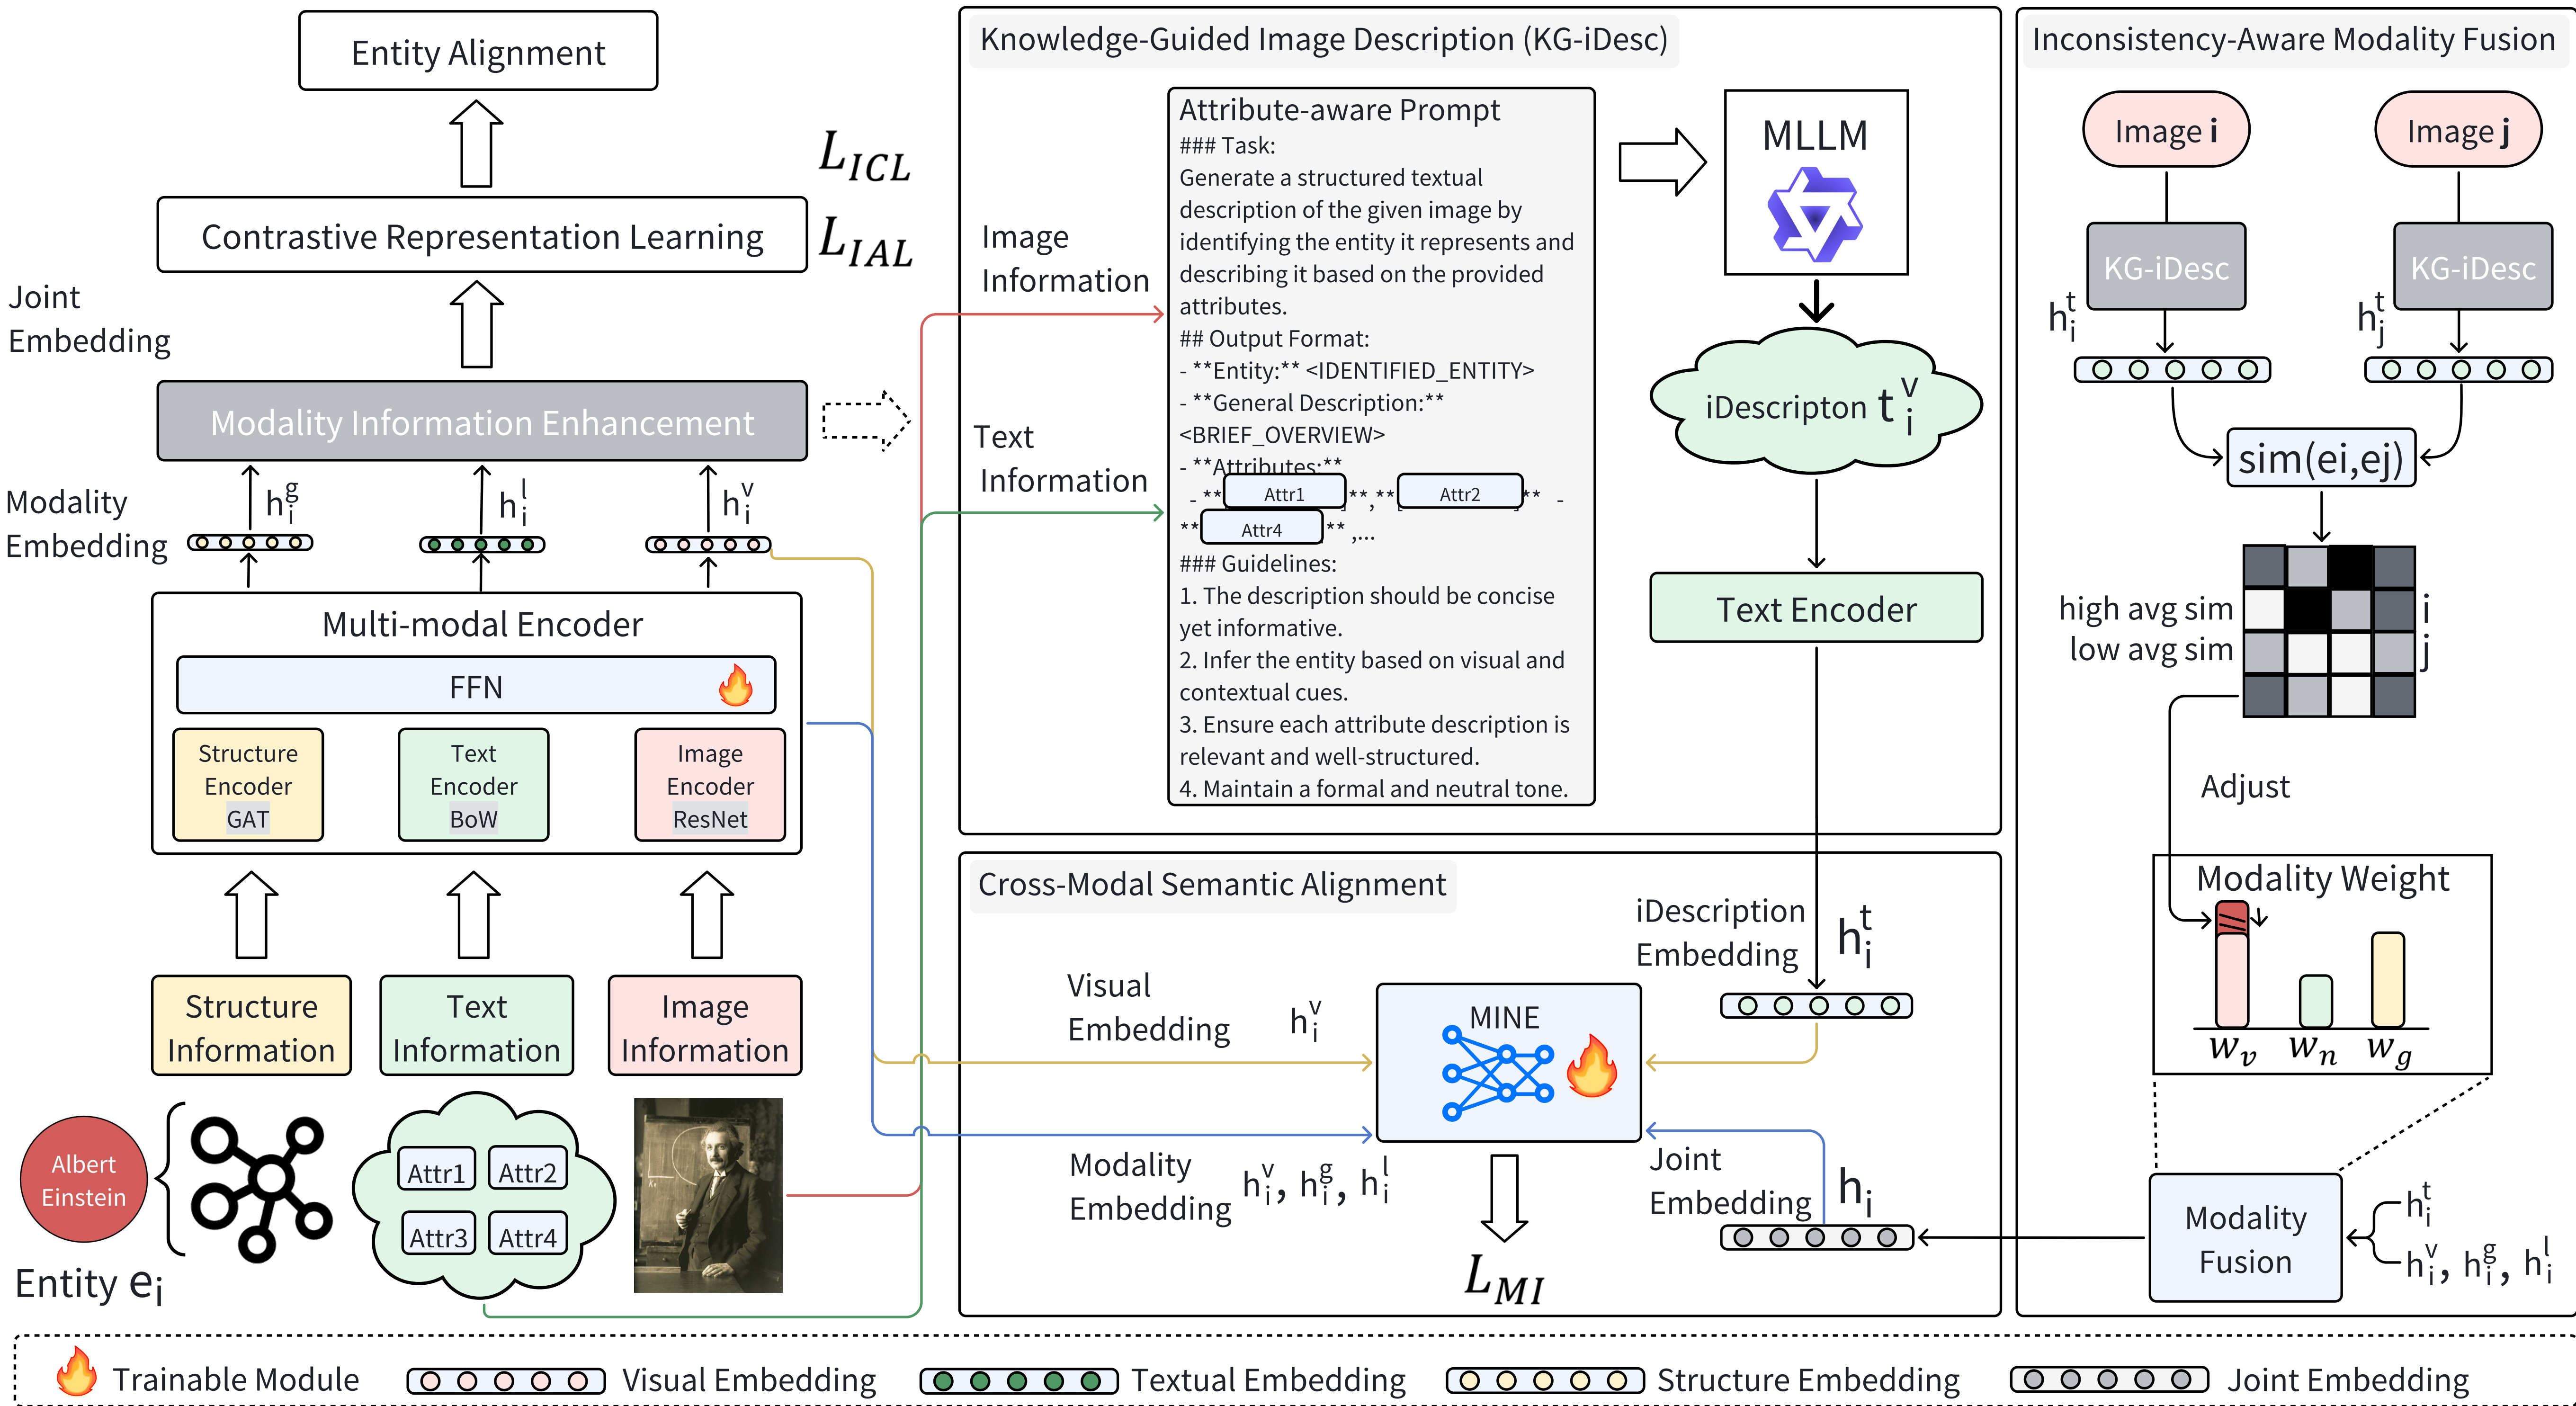 Entity Alignment
L_ICL
Contrastive Representation Learning
L_IAL
Joint
Embedding
Modality Information Enhancement
Modality
Embedding
h_i^g
h_i^l
h_i^v
Multi-modal Encoder
FFN
Structure
Encoder
GAT
Text
Encoder
BoW
Image
Encoder
ResNet
Structure
Information
Text
Information
Image
Information
Albert
Einstein
Attr1
Attr2
Attr3
Attr4
Entity e_i
Knowledge-Guided Image Description (KG-iDesc)
Image
Information
Text
Information
Attribute-aware Prompt
### Task:
Generate a structured textual
description of the given image by
identifying the entity it represents and
describing it based on the provided
attributes.
## Output Format:
- **Entity:** <IDENTIFIED_ENTITY>
- **General Description:**
<BRIEF_OVERVIEW>
- **Attributes:**
- ** Attr1 **,** Attr2 ** -
** Attr4 ** ,...
### Guidelines:
1. The description should be concise
yet informative.
2. Infer the entity based on visual and
contextual cues.
3. Ensure each attribute description is
relevant and well-structured.
4. Maintain a formal and neutral tone.
MLLM
iDescripton t_i^v
Text Encoder
Cross-Modal Semantic Alignment
iDescription
Embedding
h_i^t
Visual
Embedding
h_i^v
MINE
Modality
Embedding
h_i^v, h_i^g, h_i^l
Joint
Embedding
h_i
L_MI
Inconsistency-Aware Modality Fusion
Image i
Image j
KG-iDesc
KG-iDesc
h_i^t
h_j^t
sim(ei,ej)
high avg sim
i
low avg sim
j
Adjust
Modality Weight
w_v
w_n
w_g
Modality
Fusion
h_i^t
h_i^v, h_i^g, h_i^l
Trainable Module
Visual Embedding
Textual Embedding
Structure Embedding
Joint Embedding